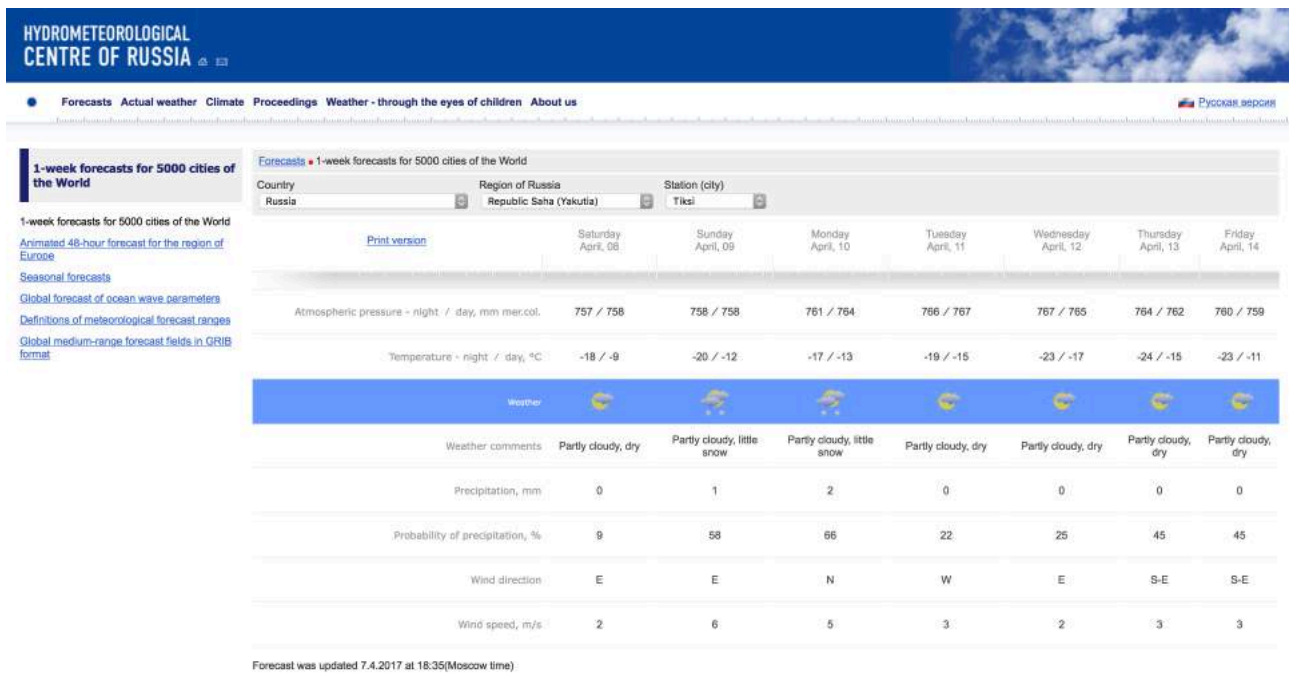 HYDROMETEOROLOGICAL
CENTRE OF RUSSIA
Forecasts Actual weather Climate Proceedings Weather - through the eyes of children About us
Русская версия
1-week forecasts for 5000 cities of the World
1-week forecasts for 5000 cities of the World
Animated 48-hour forecast for the region of Europe
Seasonal forecasts
Global forecast of ocean wave parameters
Definitions of meteorological forecast ranges
Global medium-range forecast fields in GRIB format
Forecasts • 1-week forecasts for 5000 cities of the World
Country Region of Russia Station (city)
Russia Republic Saha (Yakutia) Tiksi
Print version Saturday April, 08 Sunday April, 09 Monday April, 10 Tuesday April, 11 Wednesday April, 12 Thursday April, 13 Friday April, 14
Atmospheric pressure - night / day, mm mer.col. 757 / 758 758 / 758 761 / 764 766 / 767 767 / 765 764 / 762 760 / 759
Temperature - night / day, °C -18 / -9 -20 / -12 -17 / -13 -19 / -15 -23 / -17 -24 / -15 -23 / -11
Weather
Weather comments Partly cloudy, dry Partly cloudy, little snow Partly cloudy, little snow Partly cloudy, dry Partly cloudy, dry Partly cloudy, dry Partly cloudy, dry
Precipitation, mm 0 1 2 0 0 0 0
Probability of precipitation, % 9 58 66 22 25 45 45
Wind direction E E N W E S-E S-E
Wind speed, m/s 2 6 5 3 2 3 3
Forecast was updated 7.4.2017 at 18:35(Moscow time)